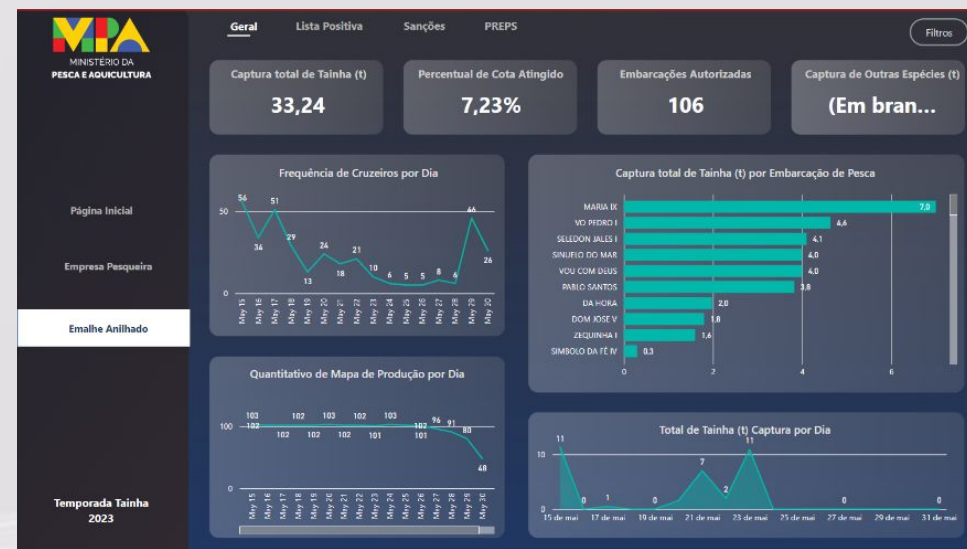 MPA
MINISTÉRIO DA
PESCA E AQUICULTURA
Página Inicial
Empresa Pesqueira
Emalhe Anilhado
Temporada Tainha
2023
Geral Lista Positiva Sanções PREPS
Filtros
Captura total de Tainha (t)
33,24
Percentual de Cota Atingido
7,23%
Embarcações Autorizadas
106
Captura de Outras Espécies (t)
(Em bran...
Frequência de Cruzeiros por Dia
56 34 51 29 13 24 18 21 10 6 5 5 8 6 46 26
50
0
May 15 May 16 May 17 May 18 May 19 May 20 May 21 May 22 May 23 May 24 May 25 May 26 May 27 May 28 May 29 May 30
Captura total de Tainha (t) por Embarcação de Pesca
MARIA IX 7,0
VO PEDRO I 4,6
SELEDON JALES I 4,1
SINUELO DO MAR 4,0
VOU COM DEUS 4,0
PABLO SANTOS 3,8
DA HORA 2,0
DOM JOSE V 1,8
ZEQUINHA I 1,6
SIMBOLO DA FÉ IV 0,3
0 2 4 6
Quantitativo de Mapa de Produção por Dia
103 102 103 102 103 96 91 80 48
102 102 102 102 101 102 101
100
0
May 15 May 16 May 17 May 18 May 19 May 20 May 21 May 22 May 23 May 24 May 25 May 26 May 27 May 28 May 29 May 30
Total de Tainha (t) Captura por Dia
11 0 1 0 7 2 11 0 0 0
10
0
15 de mai 17 de mai 19 de mai 21 de mai 23 de mai 25 de mai 27 de mai 29 de mai 31 de mai